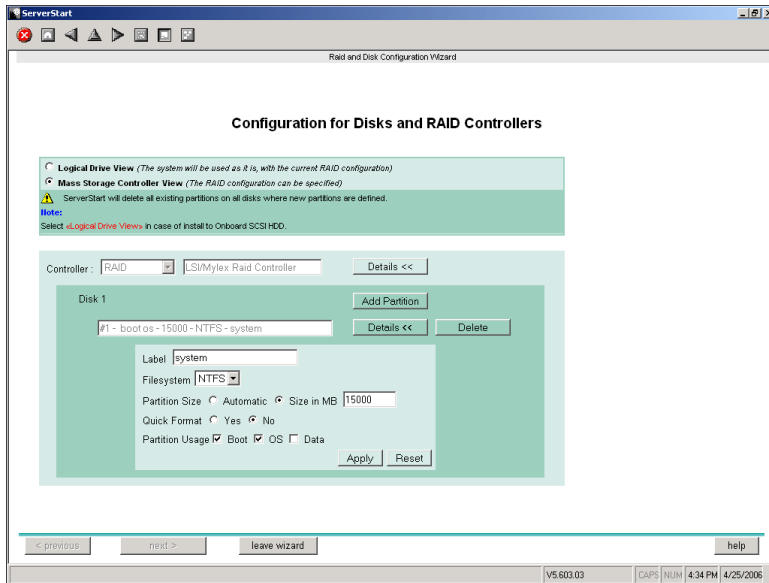 ServerStart
Raid and Disk Configuration Wizard
Configuration for Disks and RAID Controllers
Logical Drive View (The system will be used as it is, with the current RAID configuration)
Mass Storage Controller View (The RAID configuration can be specified)
ServerStart will delete all existing partitions on all disks where new partitions are defined.
Note:
Select «Logical Drive View» in case of install to Onboard SCSI HDD.
Controller : RAID LSI/Mylex Raid Controller Details <<
Disk 1 Add Partition
#1 - boot os - 15000 - NTFS - system Details << Delete
Label system
Filesystem NTFS
Partition Size Automatic Size in MB 15000
Quick Format Yes No
Partition Usage Boot OS Data
Apply Reset
< previous next > leave wizard help
V5.603.03 CAPS NUM 4:34 PM 4/25/2006